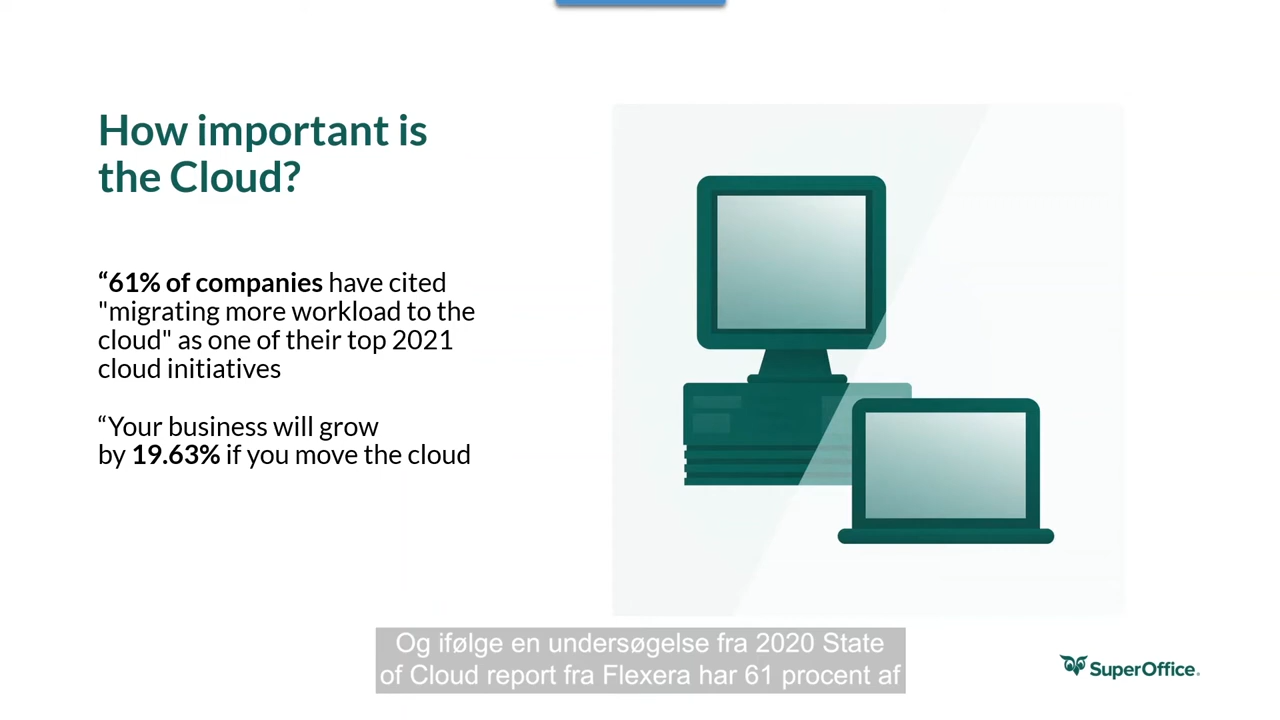 How important is
the Cloud?
“61% of companies have cited
"migrating more workload to the
cloud" as one of their top 2021
cloud initiatives
“Your business will grow
by 19.63% if you move the cloud
Og ifølge en undersøgelse fra 2020 State
of Cloud report fra Flexera har 61 procent af
SuperOffice.